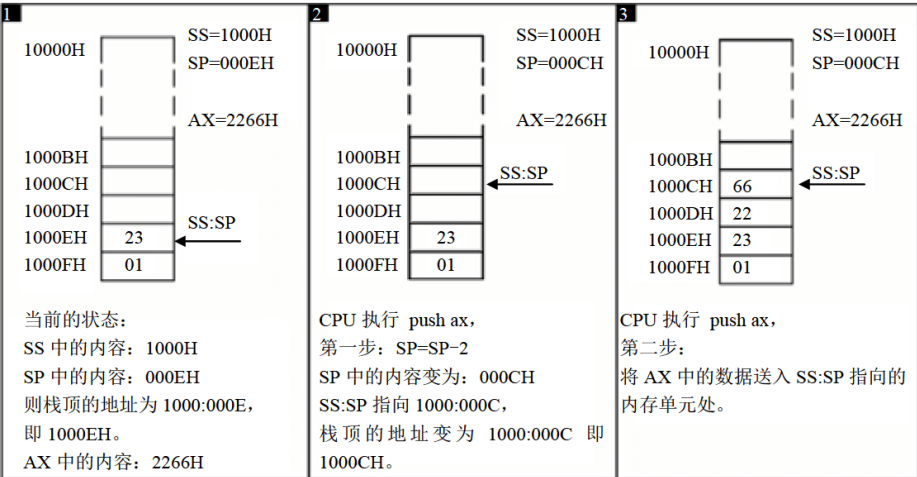 1
10000H
SS=1000H
SP=000EH
AX=2266H
1000BH
1000CH
1000DH
SS:SP
1000EH 23
1000FH 01
当前的状态：
SS 中的内容：1000H
SP 中的内容：000EH
则栈顶的地址为 1000:000E，
即 1000EH。
AX 中的内容：2266H
2
10000H
SS=1000H
SP=000CH
AX=2266H
1000BH
1000CH
SS:SP
1000DH
1000EH 23
1000FH 01
CPU 执行 push ax，
第一步：SP=SP-2
SP 中的内容变为：000CH
SS:SP 指向 1000:000C，
栈顶的地址变为 1000:000C 即
1000CH。
3
10000H
SS=1000H
SP=000CH
AX=2266H
1000BH
1000CH 66
SS:SP
1000DH 22
1000EH 23
1000FH 01
CPU 执行 push ax，
第二步：
将 AX 中的数据送入 SS:SP 指向的
内存单元处。